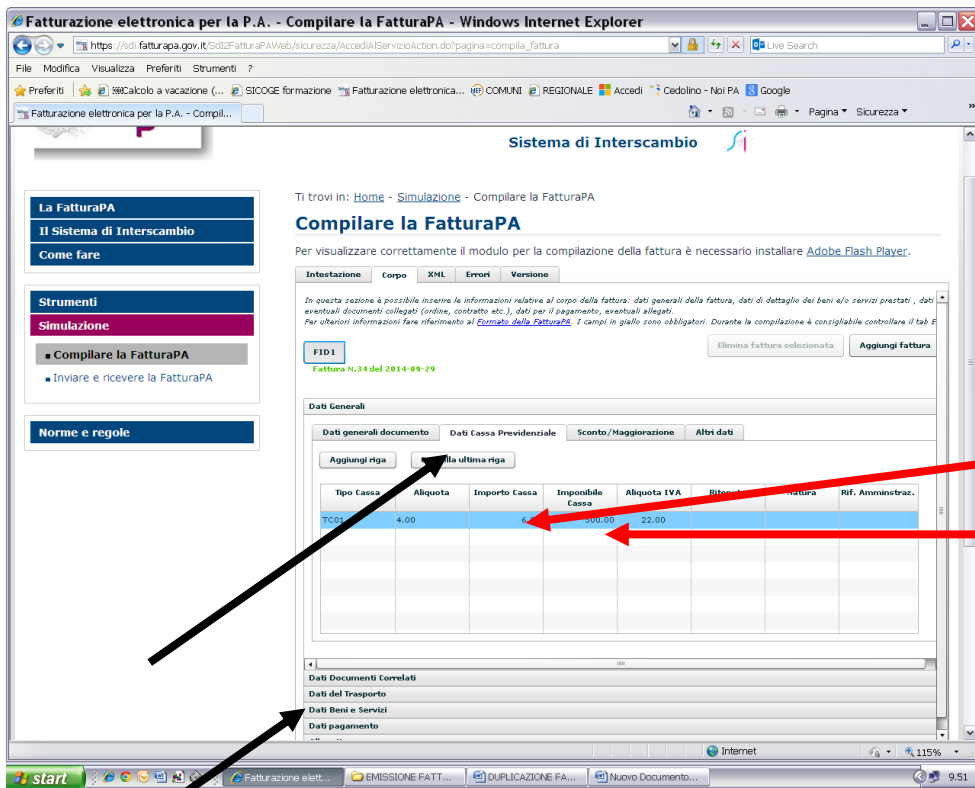 Fatturazione elettronica per la P.A. - Compilare la FatturaPA - Windows Internet Explorer
https://sdi.fatturapa.gov.it/SdI2FatturaPAWeb/sicurezza/AccediAlServizioAction.do?pagina=compila_fattura
Live Search
File Modifica Visualizza Preferiti Strumenti ?
Preferiti Calcolo a vacazione (... SICOGE formazione Fatturazione elettronica... COMUNI REGIONALE Accedi Cedolino - Noi PA Google
Fatturazione elettronica per la P.A. - Compil...
Pagina Sicurezza »
Sistema di Interscambio
Ti trovi in: Home - Simulazione - Compilare la FatturaPA
La FatturaPA
Il Sistema di Interscambio
Come fare
Strumenti
Simulazione
Compilare la FatturaPA
Inviare e ricevere la FatturaPA
Norme e regole
Compilare la FatturaPA
Per visualizzare correttamente il modulo per la compilazione della fattura è necessario installare Adobe Flash Player.
Intestazione Corpo XML Errori Versione
In questa sezione è possibile inserire le informazioni relative al corpo della fattura: dati generali della fattura, dati di dettaglio dei beni e/o servizi prestati , dati
eventuali documenti collegati (ordine, contratto etc.), dati per il pagamento, eventuali allegati.
Per ulteriori informazioni fare riferimento al Formato della FatturaPA. I campi in giallo sono obbligatori. Durante la compilazione è consigliabile controllare il tab E
FID1
Elimina fattura selezionata Aggiungi fattura
Fattura N.34 del 2014-09-29
Dati Generali
Dati generali documento Dati Cassa Previdenziale Sconto/Maggiorazione Altri dati
Aggiungi riga ultima riga
Tipo Cassa Aliquota Importo Cassa Imponibile Cassa Aliquota IVA Rif. Amminstraz.
TC01 4.00 22.00
Dati Documenti Correlati
Dati del Trasporto
Dati Beni e Servizi
Dati pagamento
Internet 115%
start Fatturazione elett... EMISSIONE FATT... DUPLICAZIONE FA... Nuovo Documento... 9.51